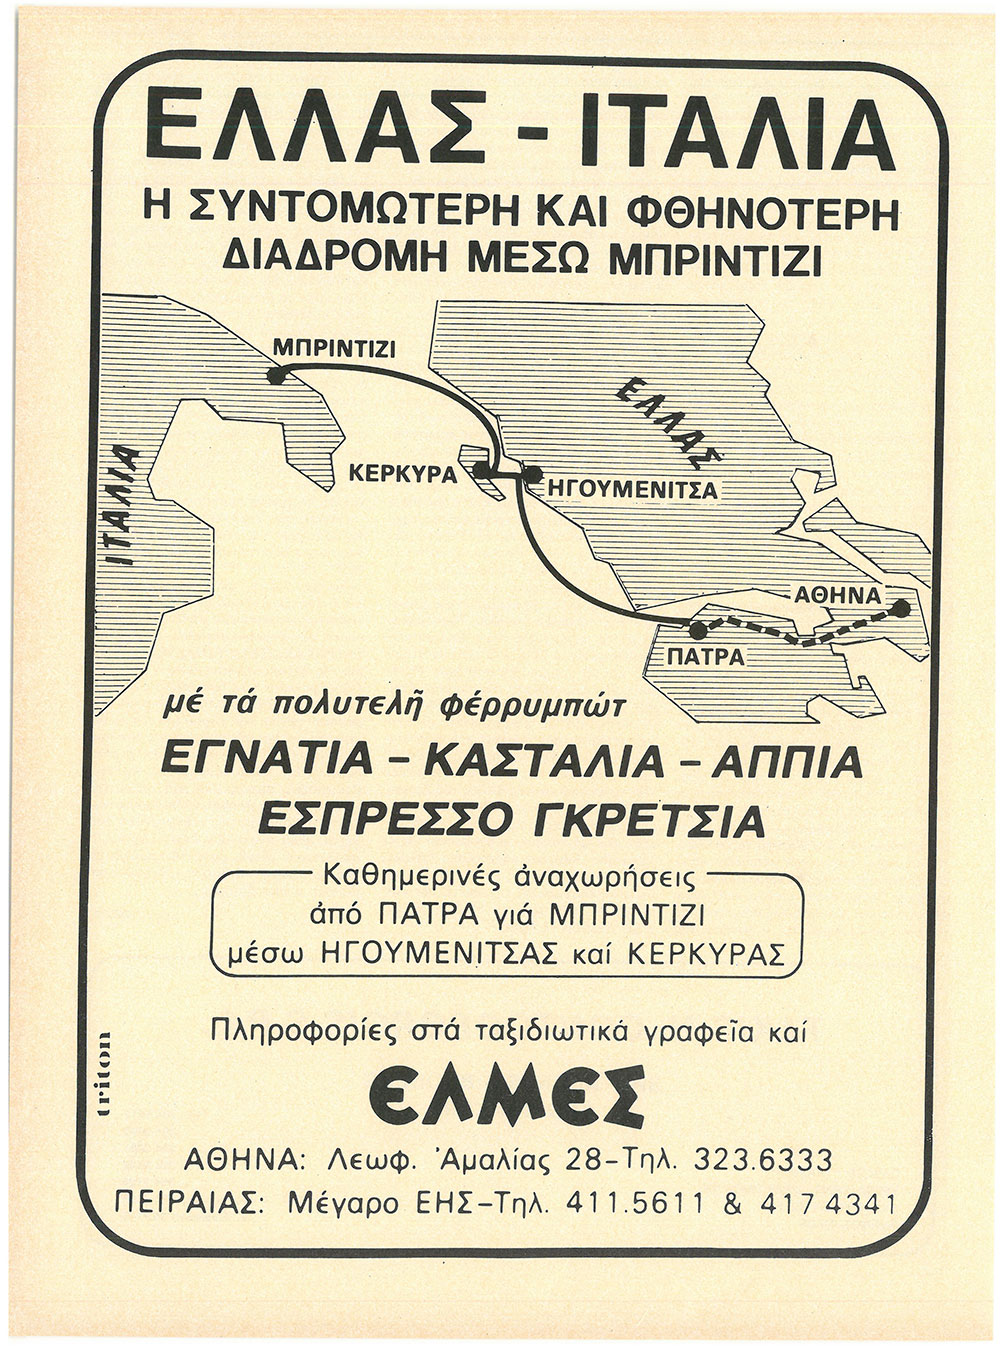 ΕΛΛΑΣ - ΙΤΑΛΙΑ
Η ΣΥΝΤΟΜΩΤΕΡΗ ΚΑΙ ΦΘΗΝΟΤΕΡΗ
ΔΙΑΔΡΟΜΗ ΜΕΣΩ ΜΠΡΙΝΤΙΖΙ
ΜΠΡΙΝΤΙΖΙ
ΕΛΛΑΣ
ΙΤΑΛΙΑ
ΚΕΡΚΥΡΑ
ΗΓΟΥΜΕΝΙΤΣΑ
ΑΘΗΝΑ
ΠΑΤΡΑ
μέ τά πολυτελῆ φέρρυμπώτ
ΕΓΝΑΤΙΑ - ΚΑΣΤΑΛΙΑ - ΑΠΠΙΑ
ΕΣΠΡΕΣΣΟ ΓΚΡΕΤΣΙΑ
Καθημερινές ἀναχωρήσεις
ἀπό ΠΑΤΡΑ γιά ΜΠΡΙΝΤΙΖΙ
μέσω ΗΓΟΥΜΕΝΙΤΣΑΣ καί ΚΕΡΚΥΡΑΣ
Πληροφορίες στά ταξιδιωτικά γραφεῖα καί
ΕΛΜΕΣ
ΑΘΗΝΑ: Λεωφ. Ἀμαλίας 28-Τηλ. 323.6333
ΠΕΙΡΑΙΑΣ: Μέγαρο ΕΗΣ-Τηλ. 411.5611 & 417 4341
triton